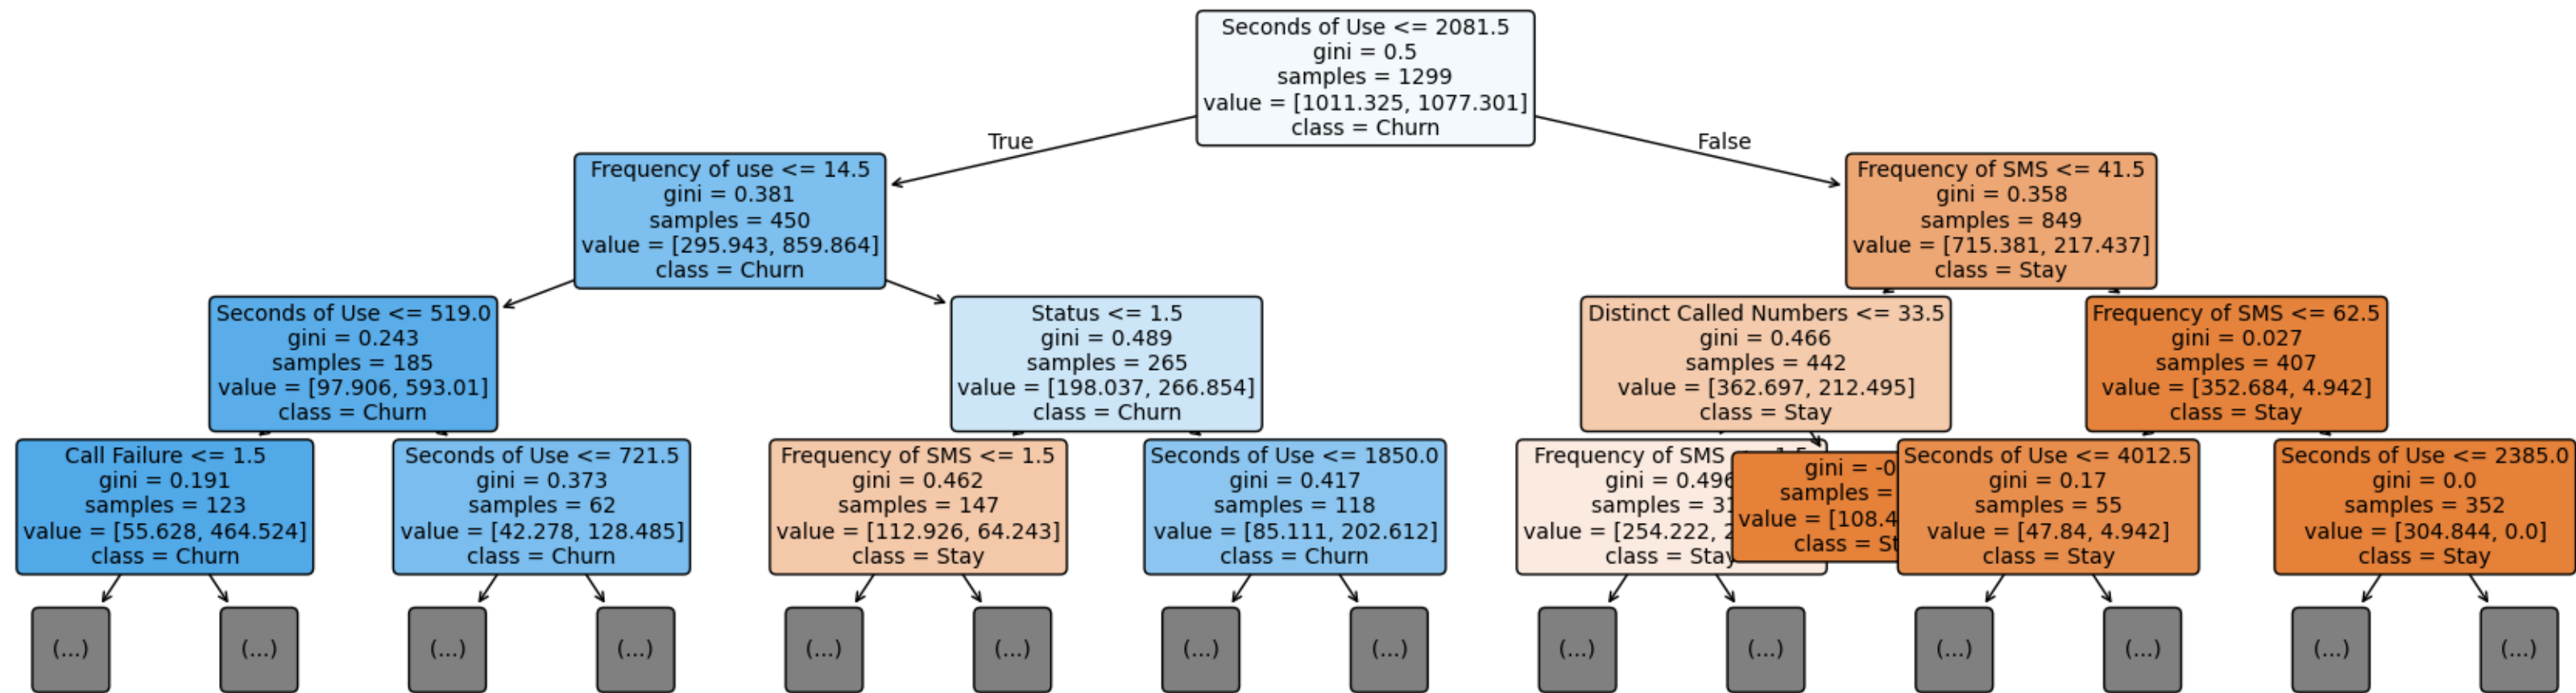 Seconds of Use <= 2081.5
gini = 0.5
samples = 1299
value = [1011.325, 1077.301]
class = Churn
True
False
Frequency of use <= 14.5
gini = 0.381
samples = 450
value = [295.943, 859.864]
class = Churn
Frequency of SMS <= 41.5
gini = 0.358
samples = 849
value = [715.381, 217.437]
class = Stay
Seconds of Use <= 519.0
gini = 0.243
samples = 185
value = [97.906, 593.01]
class = Churn
Status <= 1.5
gini = 0.489
samples = 265
value = [198.037, 266.854]
class = Churn
Distinct Called Numbers <= 33.5
gini = 0.466
samples = 442
value = [362.697, 212.495]
class = Stay
Frequency of SMS <= 62.5
gini = 0.027
samples = 407
value = [352.684, 4.942]
class = Stay
Call Failure <= 1.5
gini = 0.191
samples = 123
value = [55.628, 464.524]
class = Churn
Seconds of Use <= 721.5
gini = 0.373
samples = 62
value = [42.278, 128.485]
class = Churn
Frequency of SMS <= 1.5
gini = 0.462
samples = 147
value = [112.926, 64.243]
class = Stay
Seconds of Use <= 1850.0
gini = 0.417
samples = 118
value = [85.111, 202.612]
class = Churn
Frequency of SMS
gini = 0.496
samples =
value = [254.222,
class = Stay
gini =
samples =
value =
class =
Seconds of Use <= 4012.5
gini = 0.17
samples = 55
value = [47.84, 4.942]
class = Stay
Seconds of Use <= 2385.0
gini = 0.0
samples = 352
value = [304.844, 0.0]
class = Stay
(...)
(...)
(...)
(...)
(...)
(...)
(...)
(...)
(...)
(...)
(...)
(...)
(...)
(...)